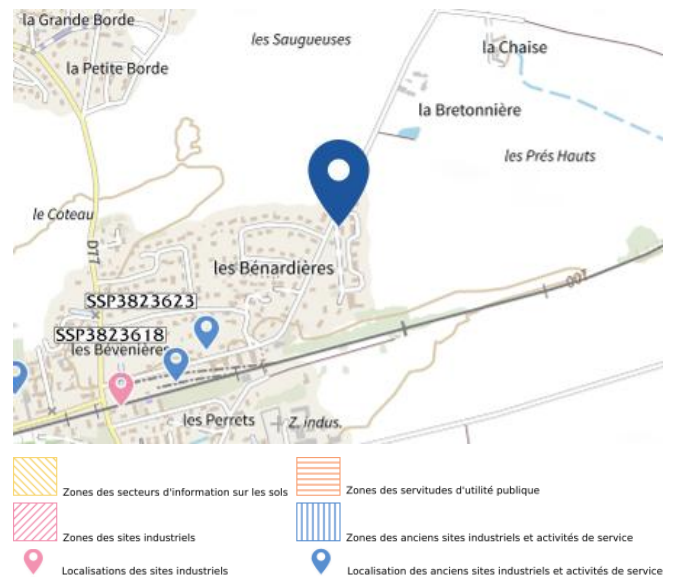 la Grande Borde
les Saugueuses
la Chaise
la Petite Borde
la Bretonnière
les Prés Hauts
le Coteau
D77
les Bénardières
100
SSP3823623
SSP3823618
les Bévenières
les Perrets
Z. indus.
Zones des secteurs d'information sur les sols
Zones des servitudes d'utilité publique
Zones des sites industriels
Zones des anciens sites industriels et activités de service
Localisations des sites industriels
Localisation des anciens sites industriels et activités de service